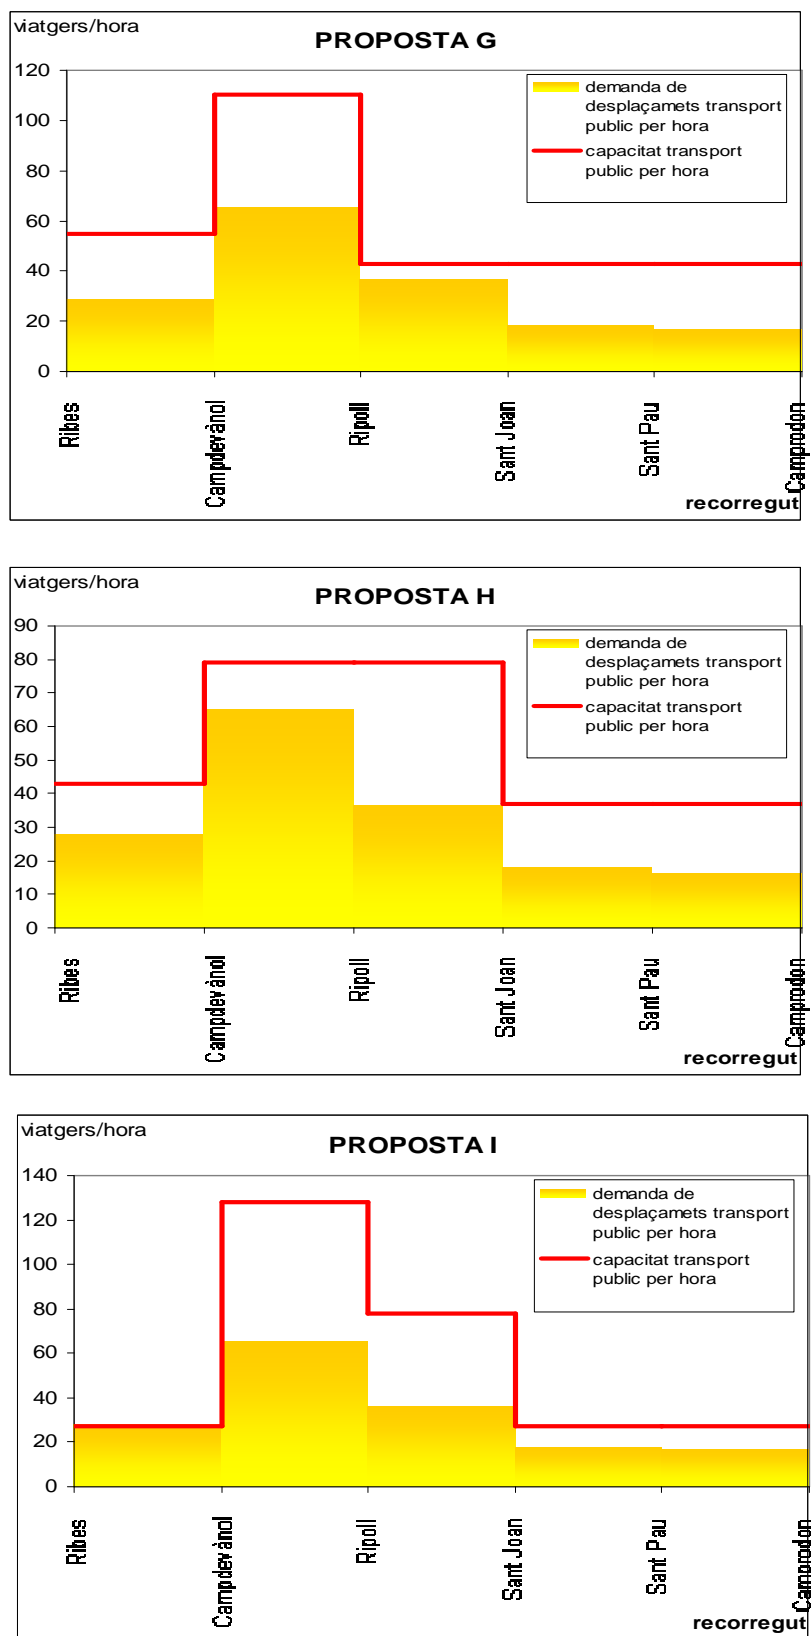 viatgers/hora
PROPOSTA G
120
100
80
60
40
20
0
demanda de
desplaçamets transport
public per hora
capacitat transport
public per hora
Ribes
Campdevànol
Ripoll
Sant Joan
Sant Pau
Camprodon
recorregut
viatgers/hora
PROPOSTA H
90
80
70
60
50
40
30
20
10
0
demanda de
desplaçamets transport
public per hora
capacitat transport
public per hora
Ribes
Campdevànol
Ripoll
Sant Joan
Sant Pau
Camprodon
recorregut
viatgers/hora
PROPOSTA I
140
120
100
80
60
40
20
0
demanda de
desplaçamets transport
public per hora
capacitat transport
public per hora
Ribes
Campdevànol
Ripoll
Sant Joan
Sant Pau
Camprodon
recorregut